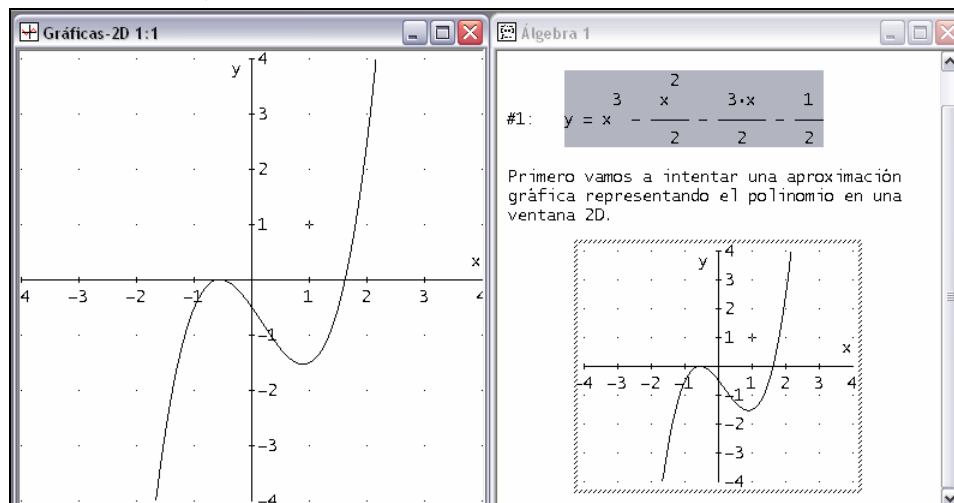 Gráficas-2D 1:1
y
4
3
2
1
x
-4 -3 -2 -1 1 2 3 4
-1
-2
-3
-4
Álgebra 1
#1: y = x^3 - x^2/2 - 3·x/2 - 1/2
Primero vamos a intentar una aproximación
gráfica representando el polinomio en una
ventana 2D.
y
4
3
2
1
x
-4 -3 -2 -1 1 2 3 4
-1
-2
-3
-4